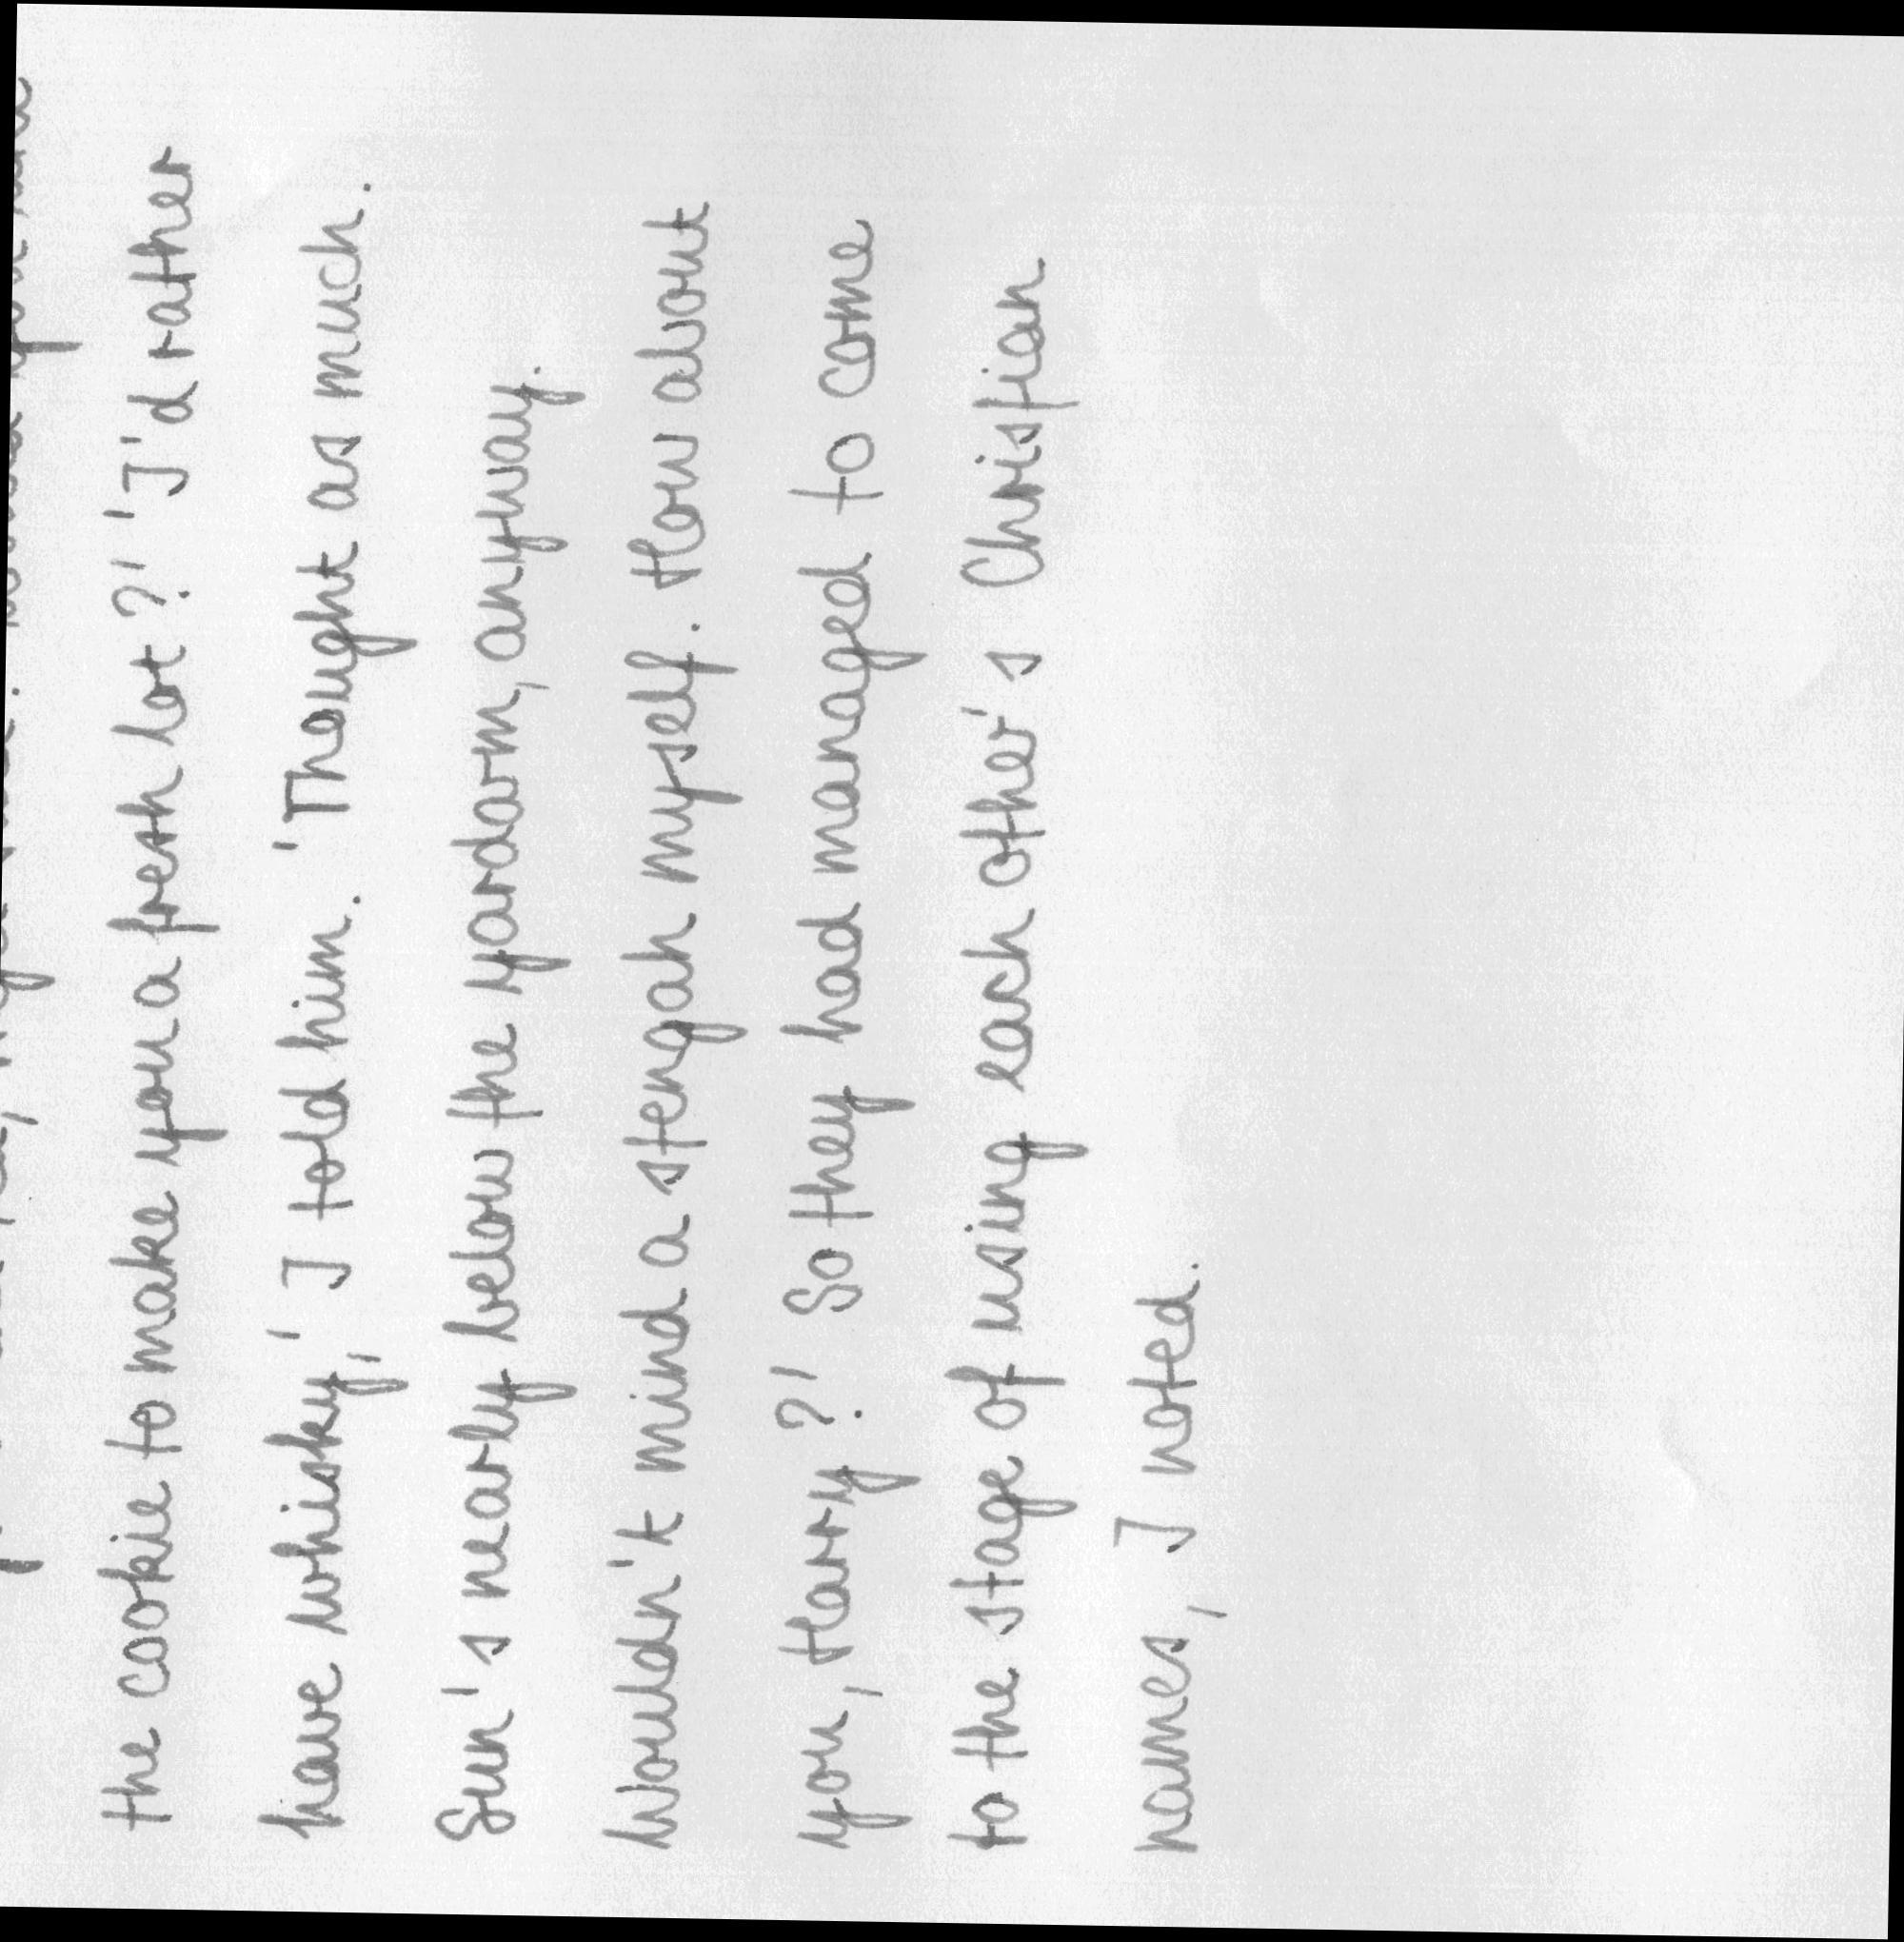 the cookie to make you a fresh lot?' 'I'd rather
have whisky,' I told him. 'Thought as much.
Sun's nearly below the yardarm, anyway.
Wouldn't mind a stengah myself. How about
you, Harry?' So they had managed to come
to the stage of using each other's Christian
names, I noted.